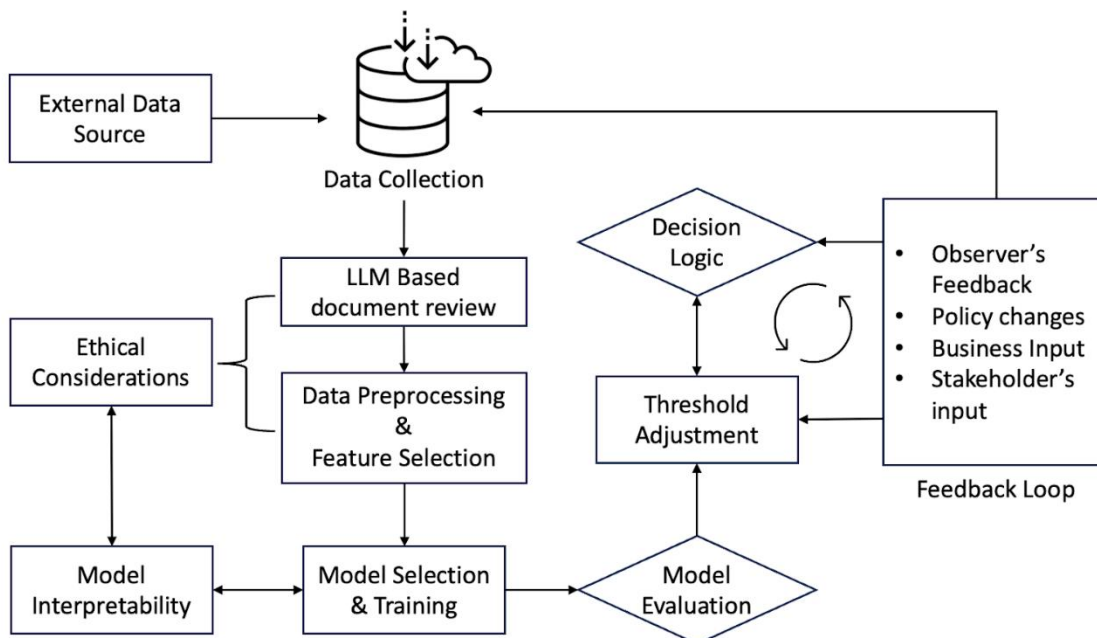 External Data
Source
Data Collection
LLM Based
document review
Ethical
Considerations
Data Preprocessing
&
Feature Selection
Model
Interpretability
Model Selection
& Training
Model
Evaluation
Threshold
Adjustment
Decision
Logic
• Observer’s
Feedback
• Policy changes
• Business Input
• Stakeholder’s
input
Feedback Loop